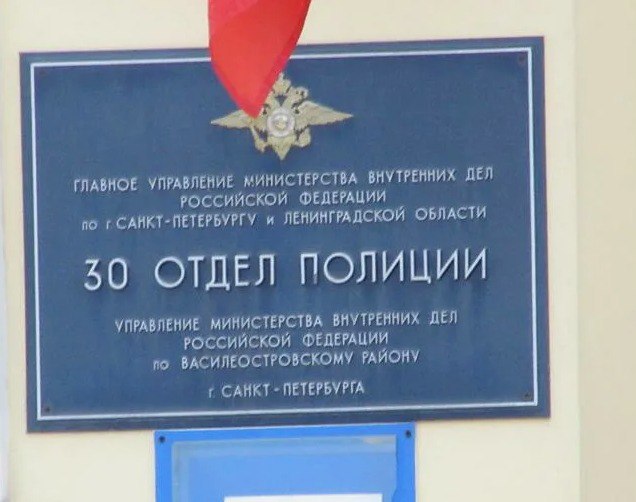 ГЛАВНОЕ УПРАВЛЕНИЕ МИНИСТЕРСТВА ВНУТРЕННИХ ДЕЛ
РОССИЙСКОЙ ФЕДЕРАЦИИ
по г. САНКТ-ПЕТЕРБУРГУ и ЛЕНИНГРАДСКОЙ ОБЛАСТИ
30 ОТДЕЛ ПОЛИЦИИ
УПРАВЛЕНИЕ МИНИСТЕРСТВА ВНУТРЕННИХ ДЕЛ
РОССИЙСКОЙ ФЕДЕРАЦИИ
по ВАСИЛЕОСТРОВСКОМУ РАЙОНУ
г. САНКТ-ПЕТЕРБУРГА